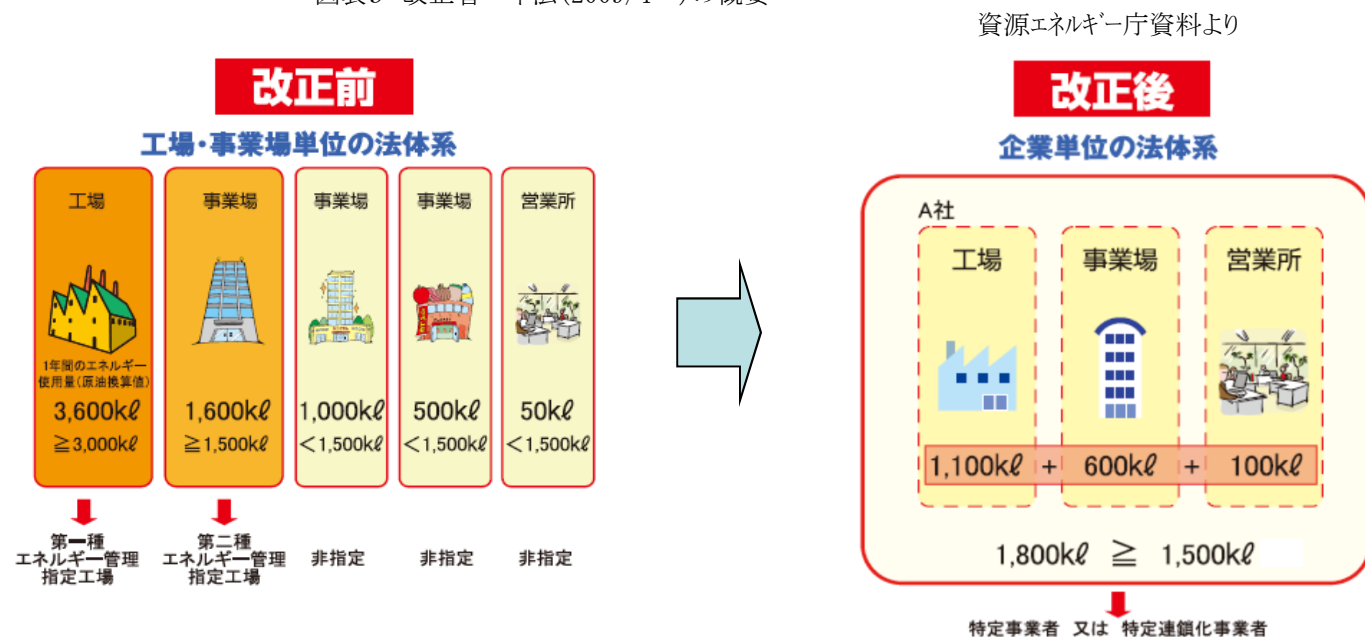 資源エネルギー庁資料より
改正前
工場・事業場単位の法体系
工場
1年間のエネルギー
使用量(原油換算値)
3,600kℓ
≧3,000kℓ
第一種
エネルギー管理
指定工場
事業場
1,600kℓ
≧1,500kℓ
第二種
エネルギー管理
指定工場
事業場
1,000kℓ
<1,500kℓ
非指定
事業場
500kℓ
<1,500kℓ
非指定
営業所
50kℓ
<1,500kℓ
非指定
改正後
企業単位の法体系
A社
工場
事業場
営業所
1,100kℓ + 600kℓ + 100kℓ
1,800kℓ ≧ 1,500kℓ
特定事業者 又は 特定連鎖化事業者